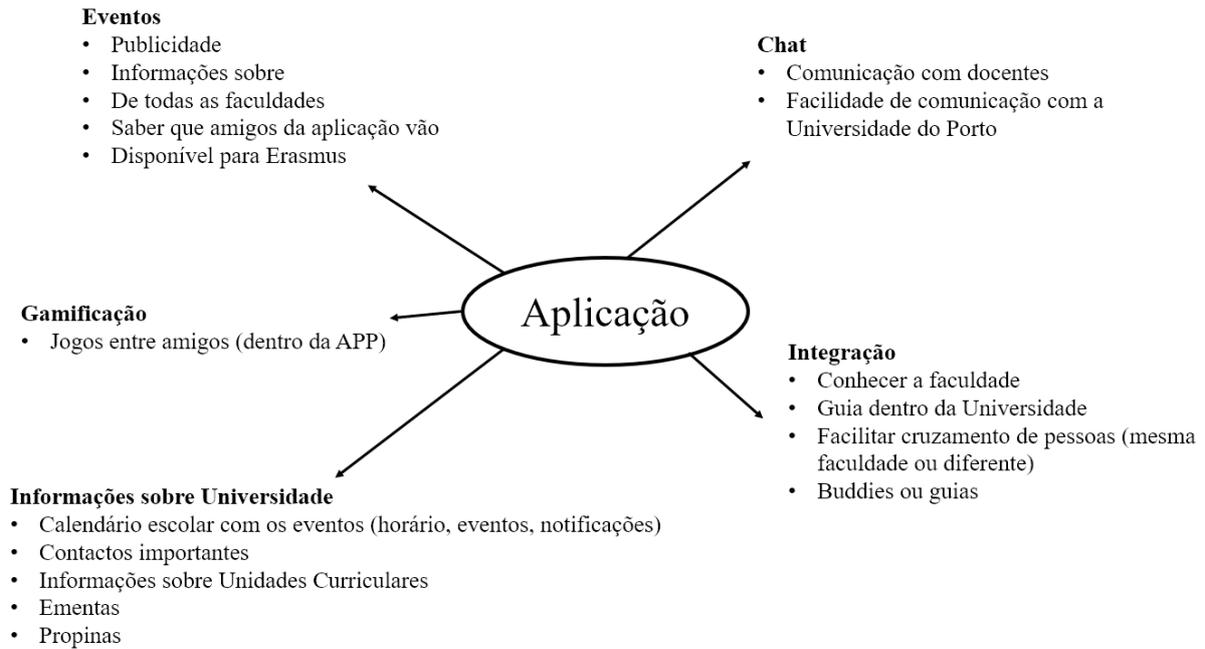 Eventos
• Publicidade
• Informações sobre
• De todas as faculdades
• Saber que amigos da aplicação vão
• Disponível para Erasmus
Chat
• Comunicação com docentes
• Facilidade de comunicação com a
Universidade do Porto
Aplicação
Gamificação
• Jogos entre amigos (dentro da APP)
Integração
• Conhecer a faculdade
• Guia dentro da Universidade
• Facilitar cruzamento de pessoas (mesma
faculdade ou diferente)
• Buddies ou guias
Informações sobre Universidade
• Calendário escolar com os eventos (horário, eventos, notificações)
• Contactos importantes
• Informações sobre Unidades Curriculares
• Ementas
• Propinas